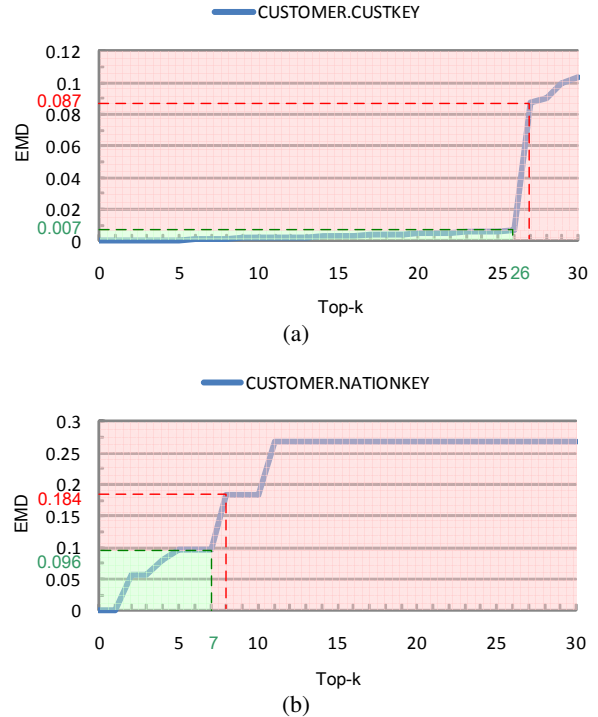 CUSTOMER.CUSTKEY
0.12
0.1
0.087
0.08
0.06
0.04
0.02
0.007
0
EMD
0 5 10 15 20 25 26 30
Top-k
(a)
CUSTOMER.NATIONKEY
0.3
0.25
0.2
0.184
0.15
0.1
0.096
0.05
0
EMD
0 5 7 10 15 20 25 30
Top-k
(b)